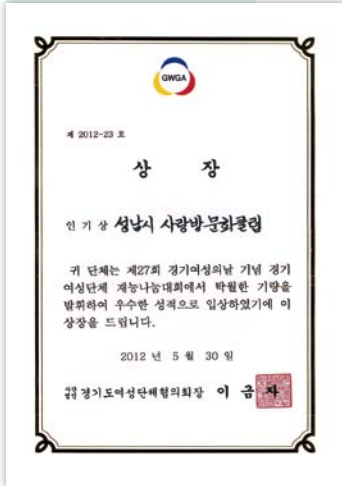 GWGA
제 2012-23 호
상 장
인 기 상 성남시 사랑방문화클럽
귀 단체는 제27회 경기여성의날 기념 경기
여성단체 재능나눔대회에서 탁월한 기량을
발휘하여 우수한 성적으로 입상하였기에 이
상장을 드립니다.
2012 년 5 월 30 일
사단법인 경기도여성단체협의회장 이 금 자